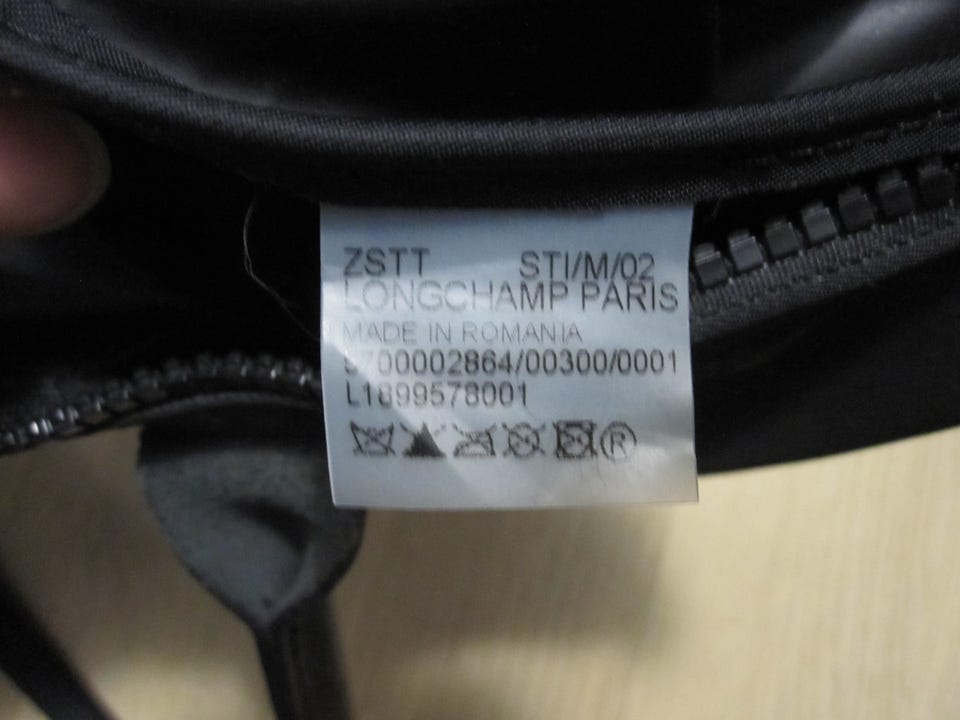 ZSTT STI/M/02
LONGCHAMP PARIS
MADE IN ROMANIA
5700002864/00300/0001
L1899578001
®